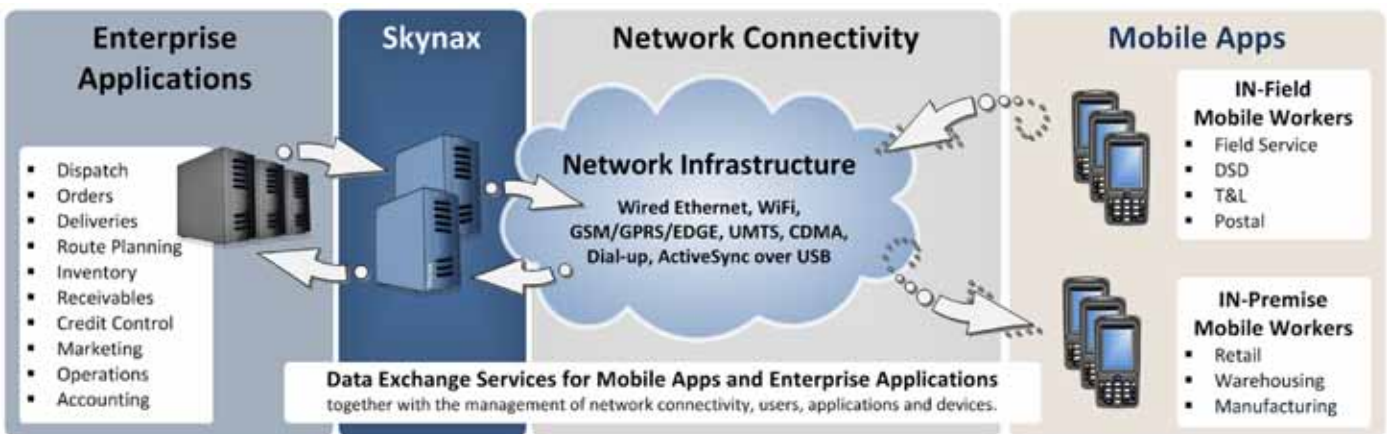 Enterprise
Applications
▪ Dispatch
▪ Orders
▪ Deliveries
▪ Route Planning
▪ Inventory
▪ Receivables
▪ Credit Control
▪ Marketing
▪ Operations
▪ Accounting
Skynax
Network Connectivity
Network Infrastructure
Wired Ethernet, WiFi,
GSM/GPRS/EDGE, UMTS, CDMA,
Dial-up, ActiveSync over USB
Data Exchange Services for Mobile Apps and Enterprise Applications
together with the management of network connectivity, users, applications and devices.
Mobile Apps
IN-Field
Mobile Workers
▪ Field Service
▪ DSD
▪ T&L
▪ Postal
IN-Premise
Mobile Workers
▪ Retail
▪ Warehousing
▪ Manufacturing